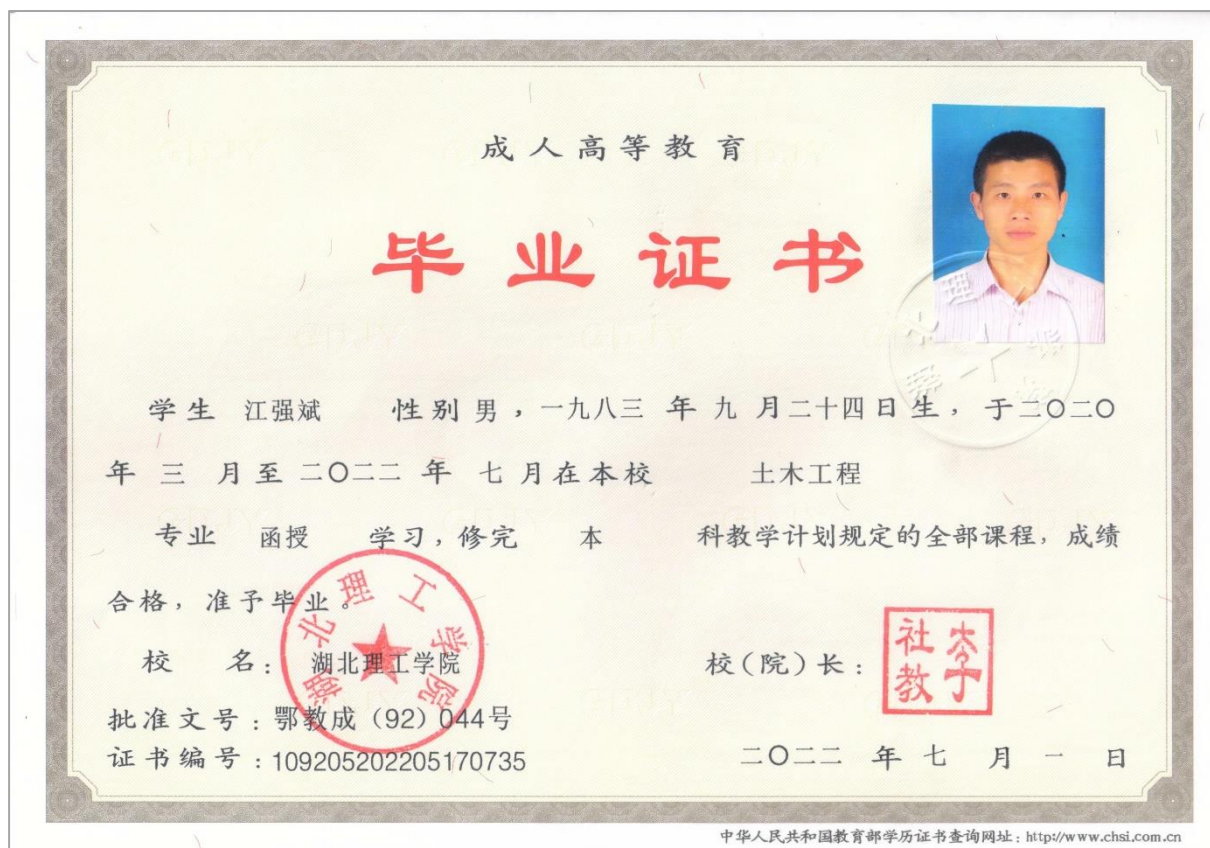 成人高等教育
毕业证书
学生 江强斌 性别 男，一九八三 年 九 月二十四日生，于二〇二〇
年 三 月至 二〇二二 年 七 月在本校 土木工程
专业 函授 学习，修完 本 科教学计划规定的全部课程，成绩
合格，准予毕业。
校 名：湖北理工学院
湖北理工学院
校（院）长：
李社教
批准文号：鄂教成（92）044号
证书编号：109205202205170735
二〇二二 年 七 月 一 日
中华人民共和国教育部学历证书查询网址：http://www.chsi.com.cn